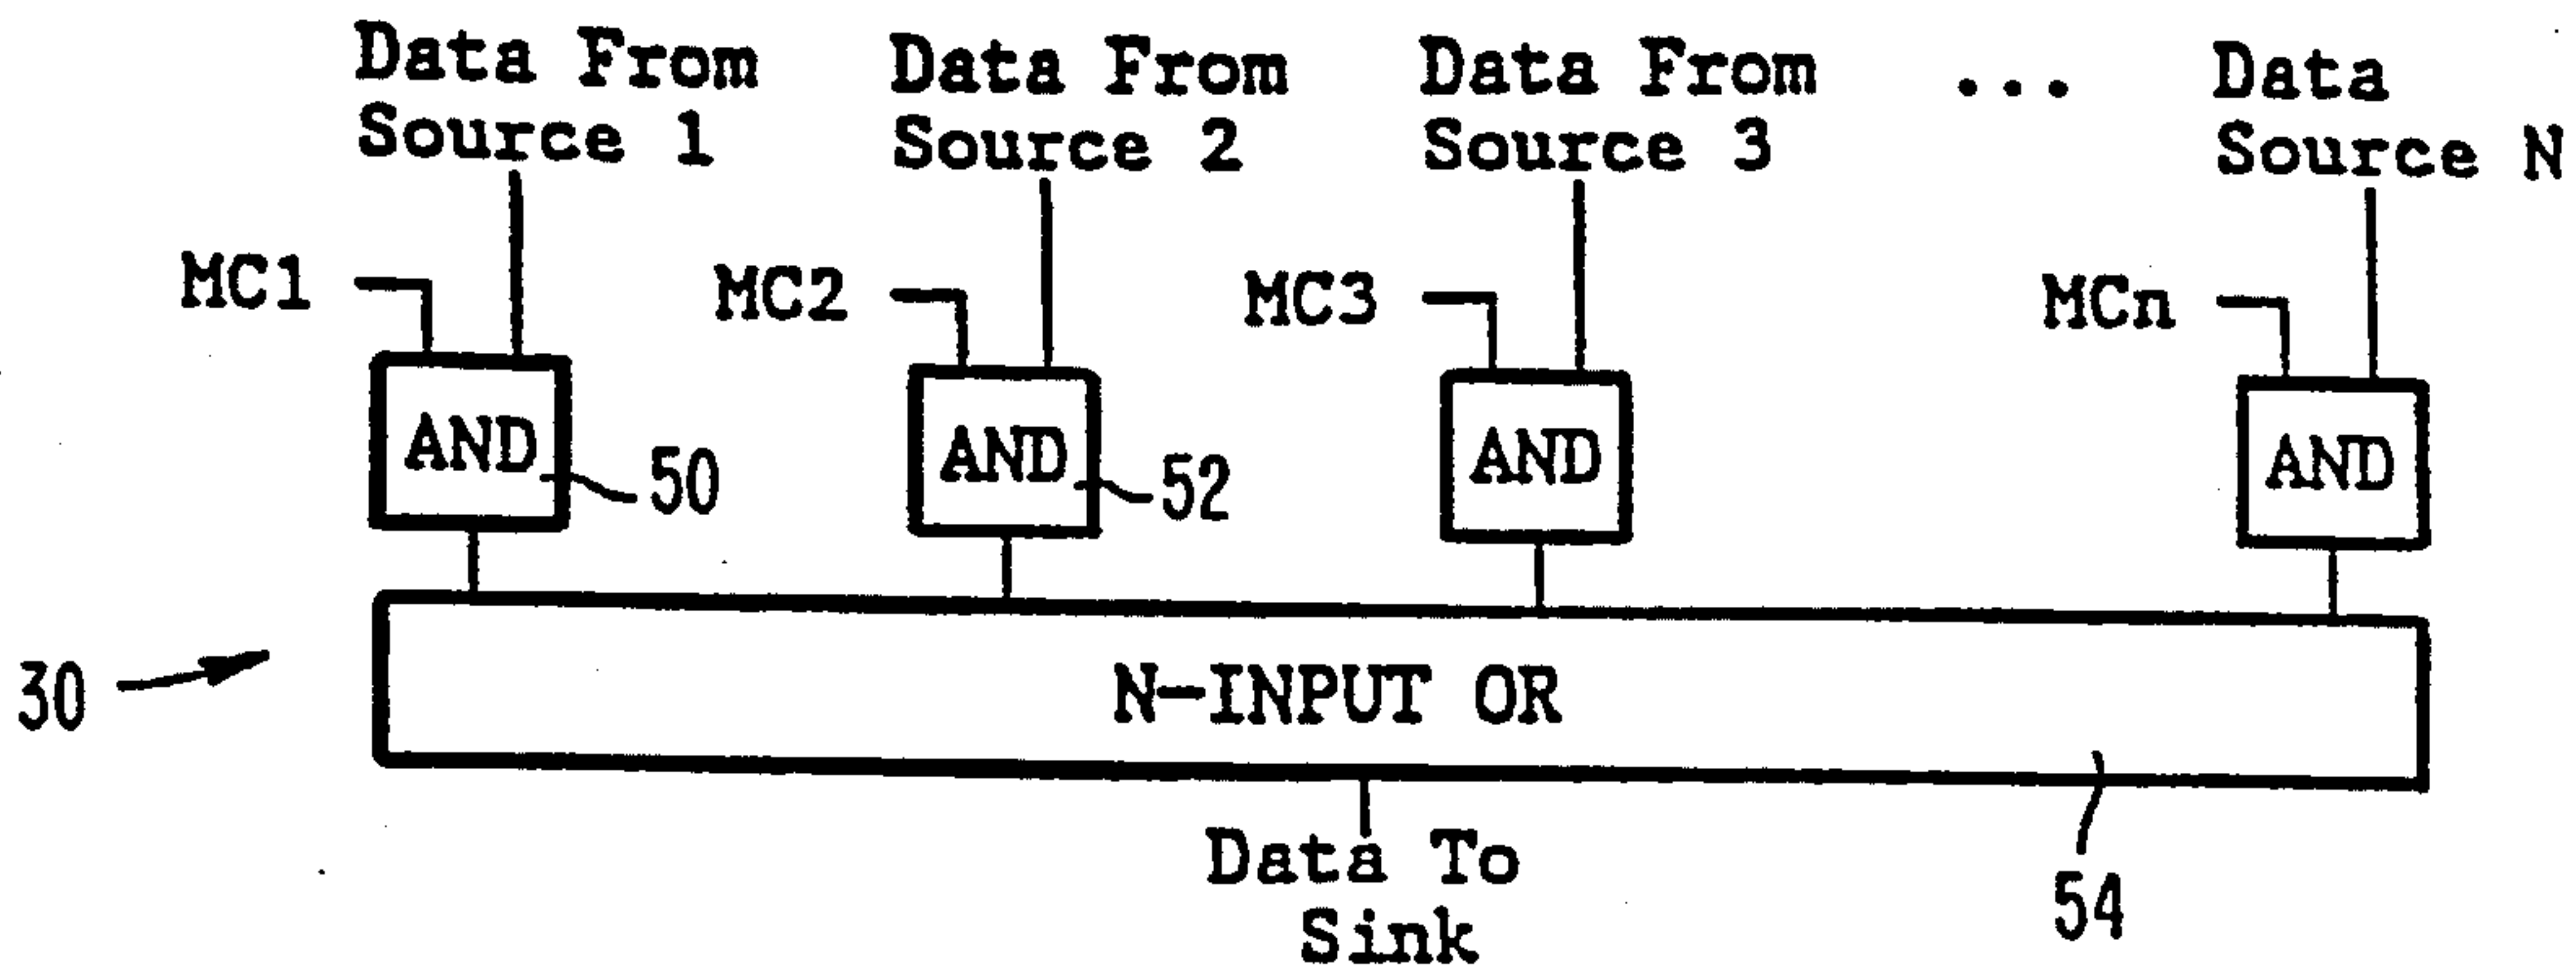 Data From
Source 1
Data From
Source 2
Data From
Source 3
...
Data
Source N
MC1
MC2
MC3
MCn
AND
50
AND
52
AND
AND
30
N-INPUT OR
54
Data To
Sink